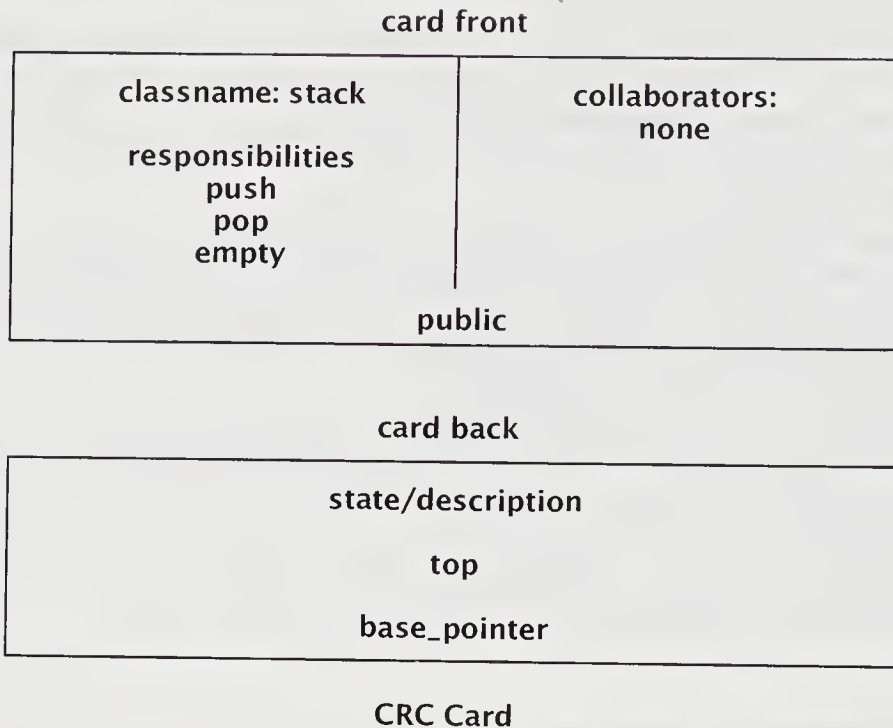 card front
classname: stack
responsibilities
push
pop
empty
collaborators:
none
public
card back
state/description
top
base_pointer
CRC Card